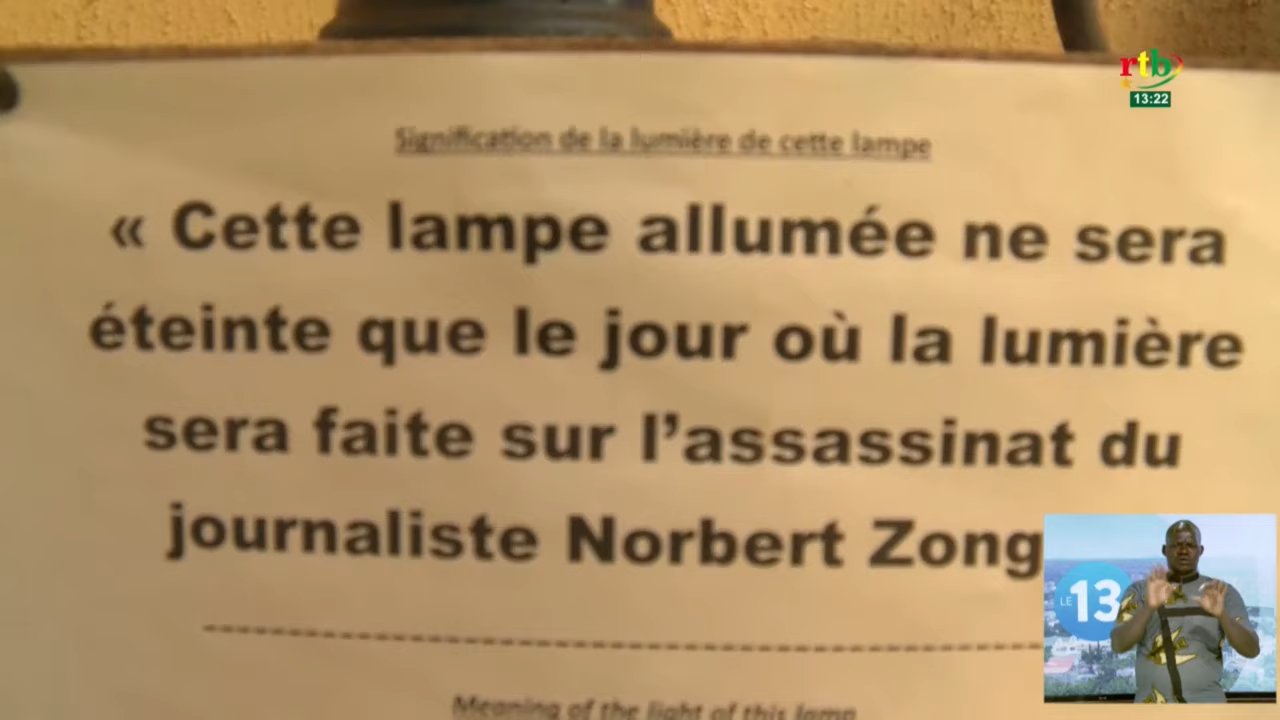 rtb
13:22
Signification de la lumière de cette lampe
« Cette lampe allumée ne sera
éteinte que le jour où la lumière
sera faite sur l’assassinat du
journaliste Norbert Zong
LE 13
Meaning of the light of this lamp